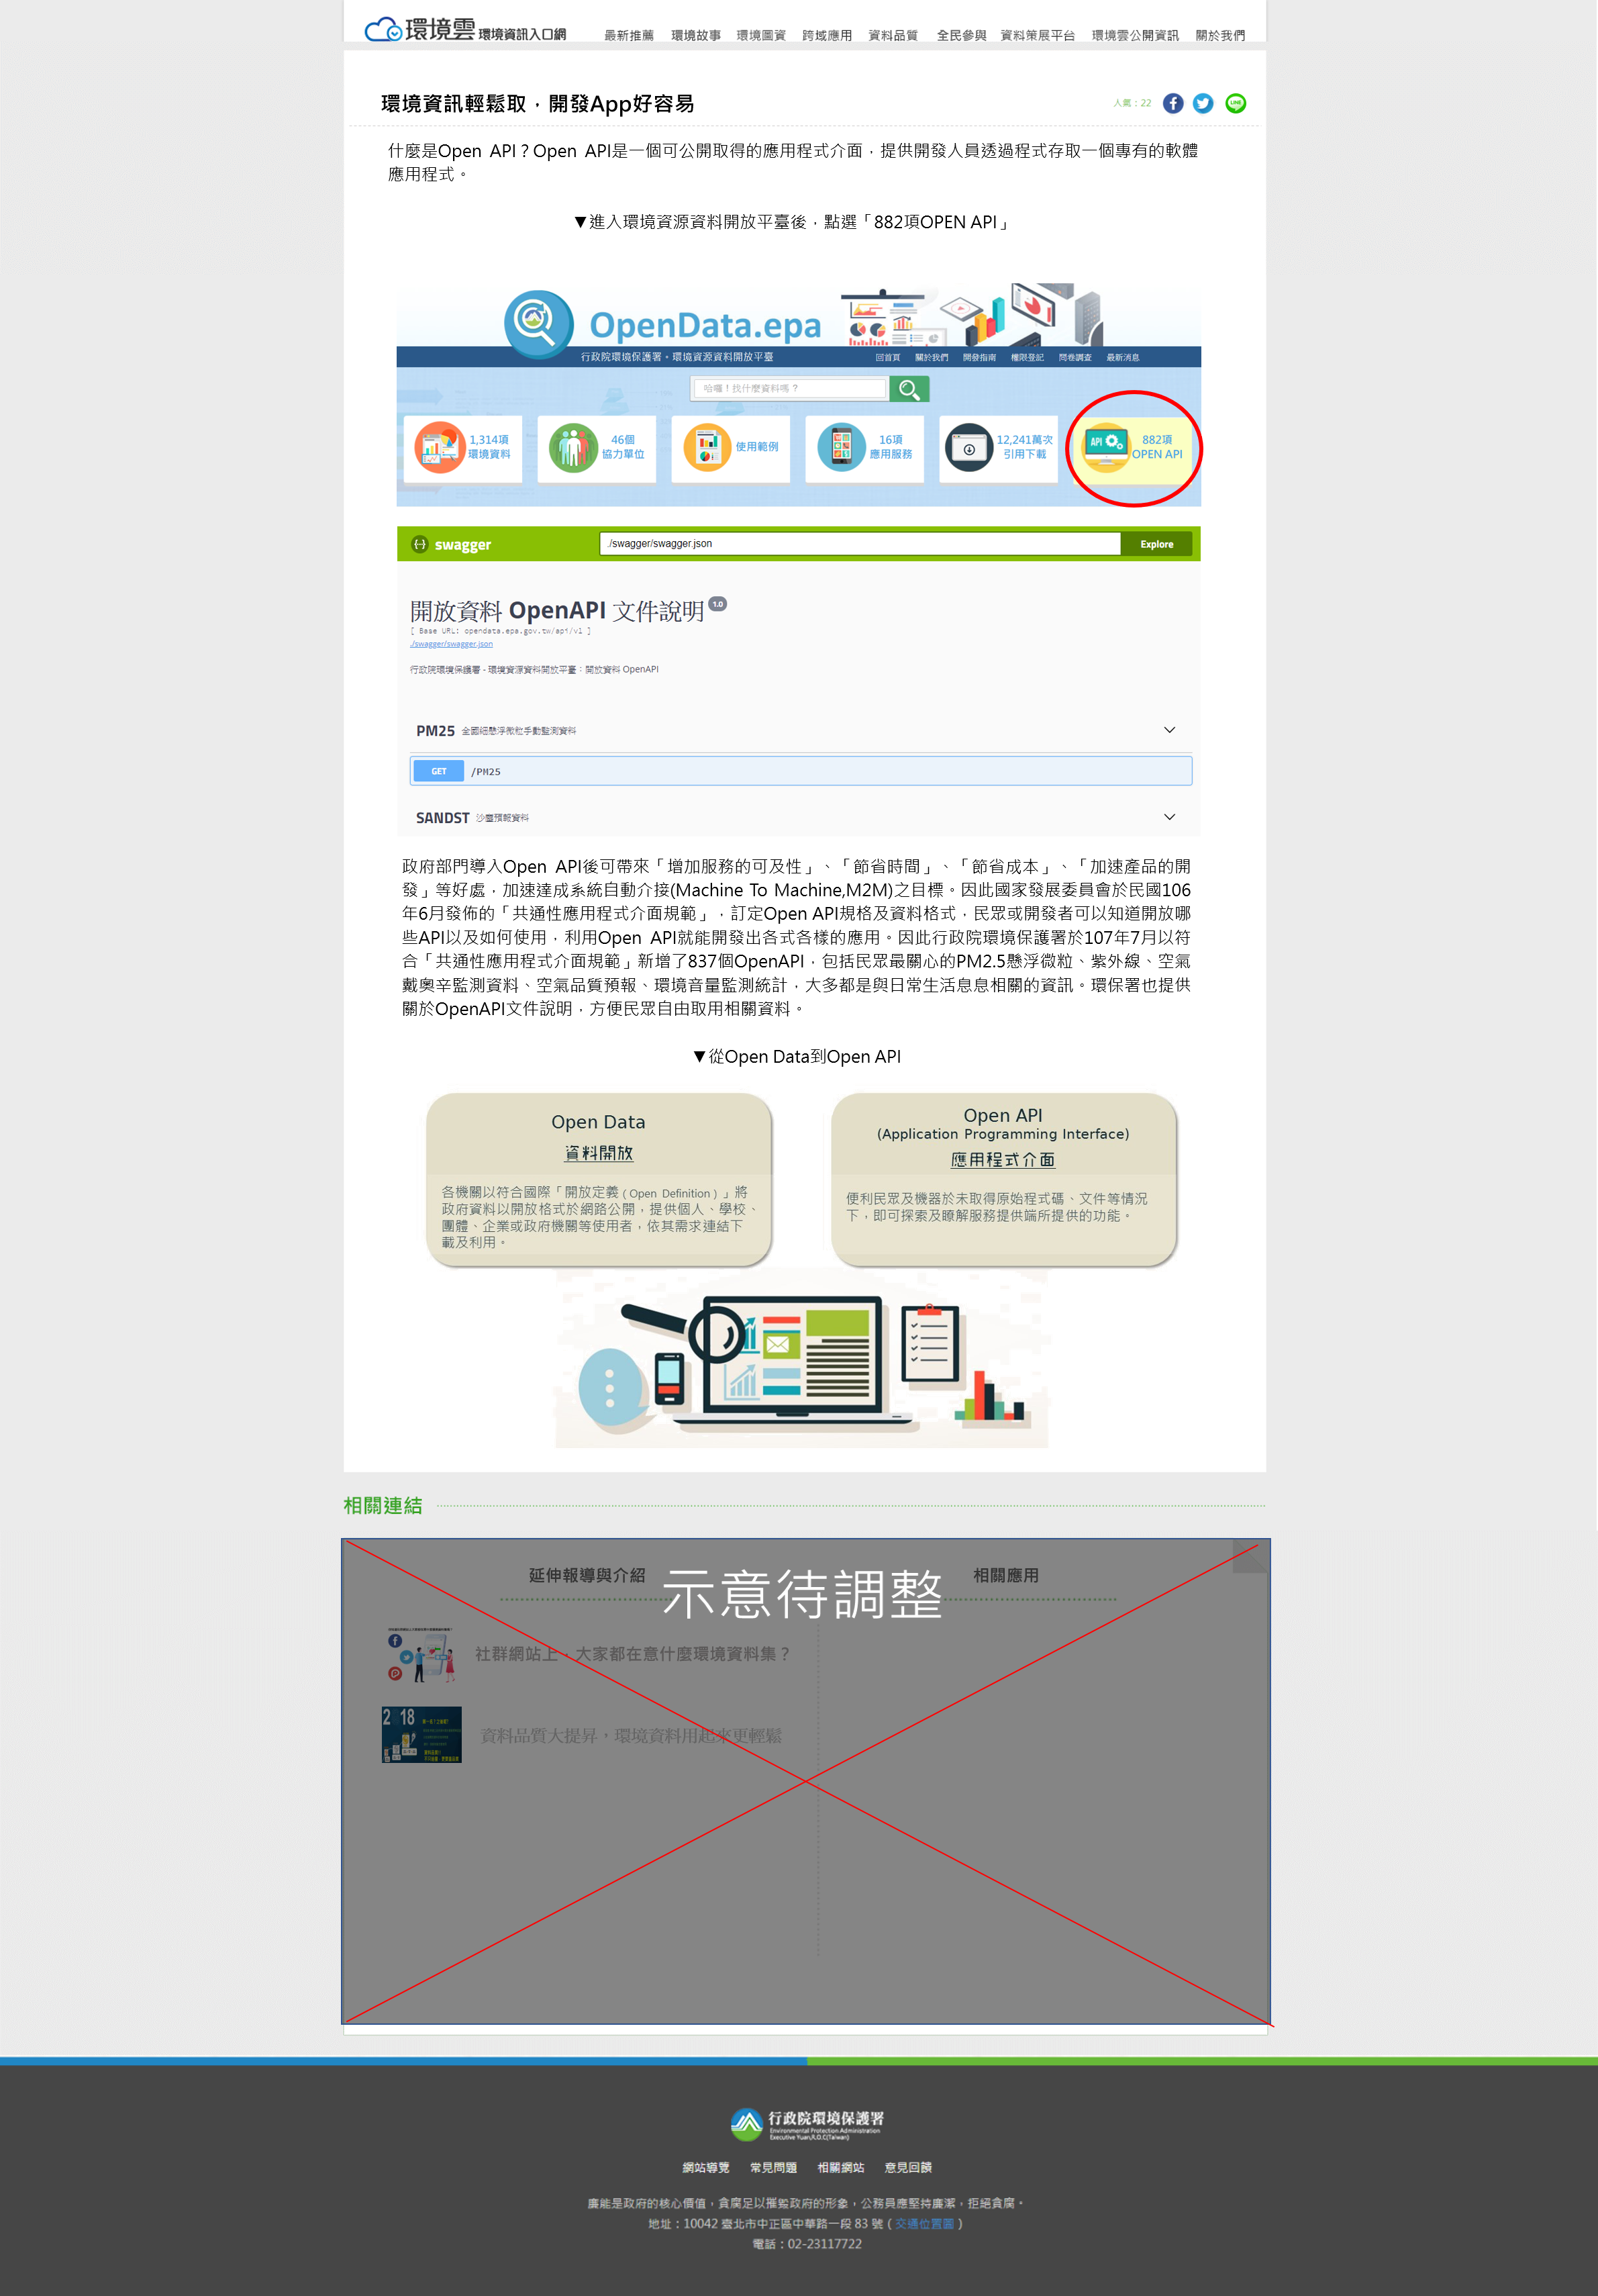 環境雲 環境資訊入口網 最新推薦 環境故事 環境圖資 跨域應用 資料品質 全民參與 資料策展平台 環境雲公開資訊 關於我們
環境資訊輕鬆取，開發App好容易
人氣：22
什麼是Open API？Open API是一個可公開取得的應用程式介面，提供開發人員透過程式存取一個專有的軟體
應用程式。
▼進入環境資源資料開放平臺後，點選「882項OPEN API」
OpenData.epa
行政院環境保護署。環境資源資料開放平臺 回首頁 關於我們 開發指南 權限登記 問卷調查 最新消息
哈囉！找什麼資料嗎？
1,314項
環境資料
46個
協力單位
使用範例
16項
應用服務
12,241萬次
引用下載
API
882項
OPEN API
swagger ./swagger/swagger.json Explore
開放資料 OpenAPI 文件說明 1.0
[ Base URL: opendata.epa.gov.tw/api/v1 ]
./swagger/swagger.json
行政院環境保護署 - 環境資源資料開放平臺：開放資料 OpenAPI
PM25 全國細懸浮微粒手動監測資料
GET /PM25
SANDST 沙塵預報資料
政府部門導入Open API後可帶來「增加服務的可及性」、「節省時間」、「節省成本」、「加速產品的開
發」等好處，加速達成系統自動介接(Machine To Machine,M2M)之目標。因此國家發展委員會於民國106
年6月發佈的「共通性應用程式介面規範」，訂定Open API規格及資料格式，民眾或開發者可以知道開放哪
些API以及如何使用，利用Open API就能開發出各式各樣的應用。因此行政院環境保護署於107年7月以符
合「共通性應用程式介面規範」新增了837個OpenAPI，包括民眾最關心的PM2.5懸浮微粒、紫外線、空氣
戴奧辛監測資料、空氣品質預報、環境音量監測統計，大多都是與日常生活息息相關的資訊。環保署也提供
關於OpenAPI文件說明，方便民眾自由取用相關資料。
▼從Open Data到Open API
Open Data
資料開放
各機關以符合國際「開放定義（Open Definition）」將
政府資料以開放格式於網路公開，提供個人、學校、
團體、企業或政府機關等使用者，依其需求連結下
載及利用。
Open API
(Application Programming Interface)
應用程式介面
便利民眾及機器於未取得原始程式碼、文件等情況
下，即可探索及瞭解服務提供端所提供的功能。
相關連結
延伸報導與介紹
示意待調整
相關應用
社群網站上，大家都在意什麼環境資料集？
2 18
資料品質大提昇，環境資料用起來更輕鬆
行政院環境保護署
Environmental Protection Administration
Executive Yuan,R.O.C(Taiwan)
網站導覽 常見問題 相關網站 意見回饋
廉能是政府的核心價值，貪腐足以摧毀政府的形象，公務員應堅持廉潔，拒絕貪腐。
地址：10042 臺北市中正區中華路一段 83 號（交通位置圖）
電話：02-23117722